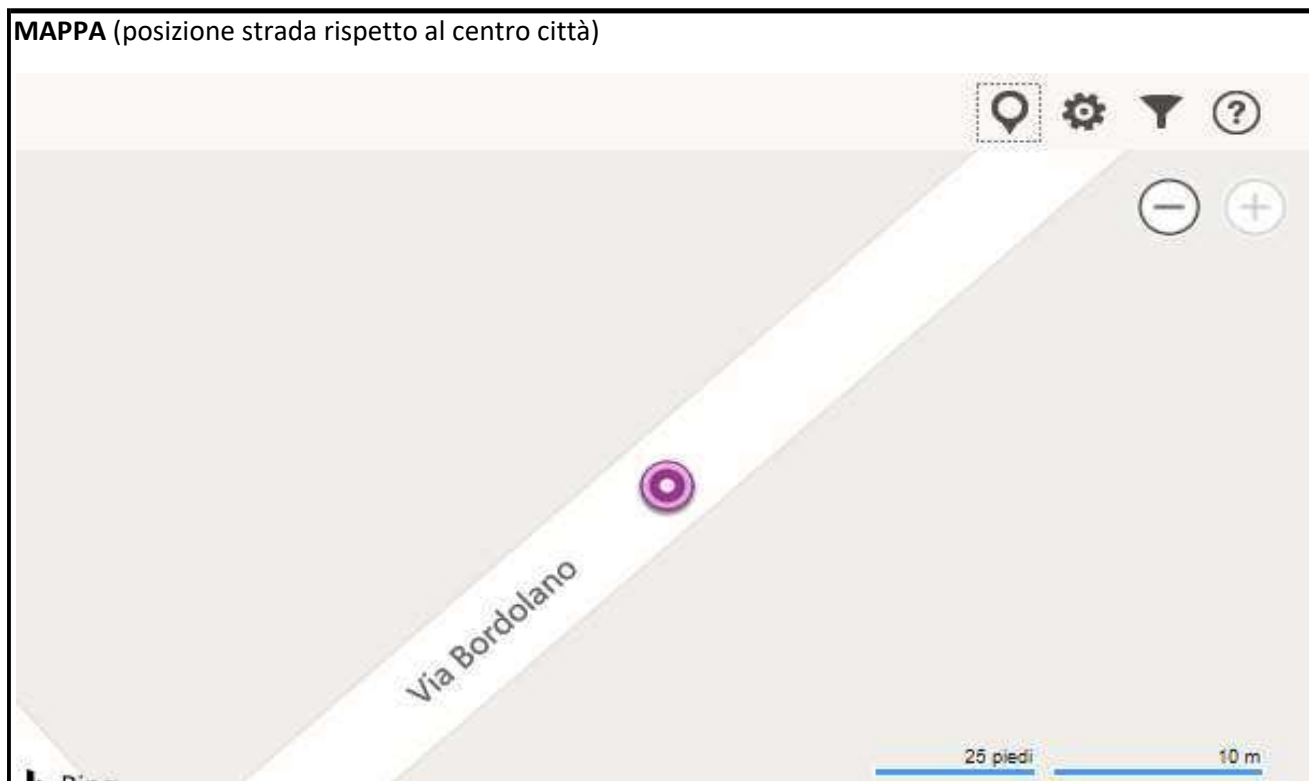 MAPPA (posizione strada rispetto al centro città)
?
Via Bordolano
25 piedi
10 m